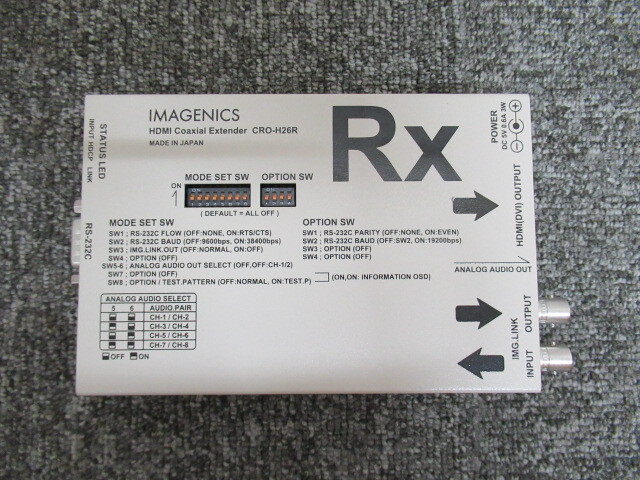 IMAGENICS
HDMI Coaxial Extender CRO-H26R
MADE IN JAPAN
Rx
POWER
DC 5V 0.6A 3W
HDMI(DVI) OUTPUT
ANALOG AUDIO OUT
OUTPUT
IMG.LINK
INPUT
STATUS LED
INPUT HDCP LINK
RS-232C
MODE SET SW
OPTION SW
ON
( DEFAULT = ALL OFF )
MODE SET SW
SW1 ; RS-232C FLOW (OFF:NONE, ON:RTS/CTS)
SW2 ; RS-232C BAUD (OFF:9600bps, ON:38400bps)
SW3 ; IMG.LINK.OUT (OFF:NORMAL, ON:OFF)
SW4 ; OPTION (OFF)
SW5-6 ; ANALOG AUDIO OUT SELECT (OFF,OFF:CH-1/2)
SW7 ; OPTION (OFF)
SW8 ; OPTION / TEST.PATTERN (OFF:NORMAL, ON:TEST.P)
(ON,ON: INFORMATION OSD)
OPTION SW
SW1 ; RS-232C PARITY (OFF:NONE, ON:EVEN)
SW2 ; RS-232C BAUD (OFF:SW2, ON:19200bps)
SW3 ; OPTION (OFF)
SW4 ; OPTION (OFF)
ANALOG AUDIO SELECT
5 6 AUDIO.PAIR
CH-1 / CH-2
CH-3 / CH-4
CH-5 / CH-6
CH-7 / CH-8
OFF ON